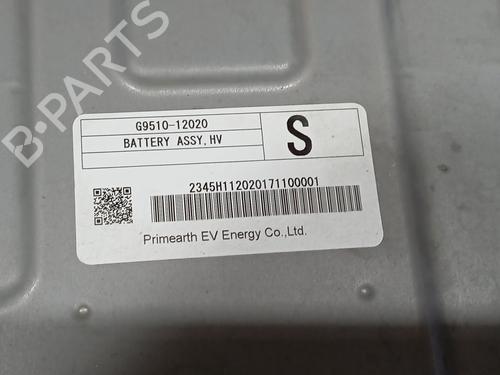 B-PARTS
G9510-12020
BATTERY ASSY,HV
S
2345H112020171100001
Primearth EV Energy Co.,Ltd.